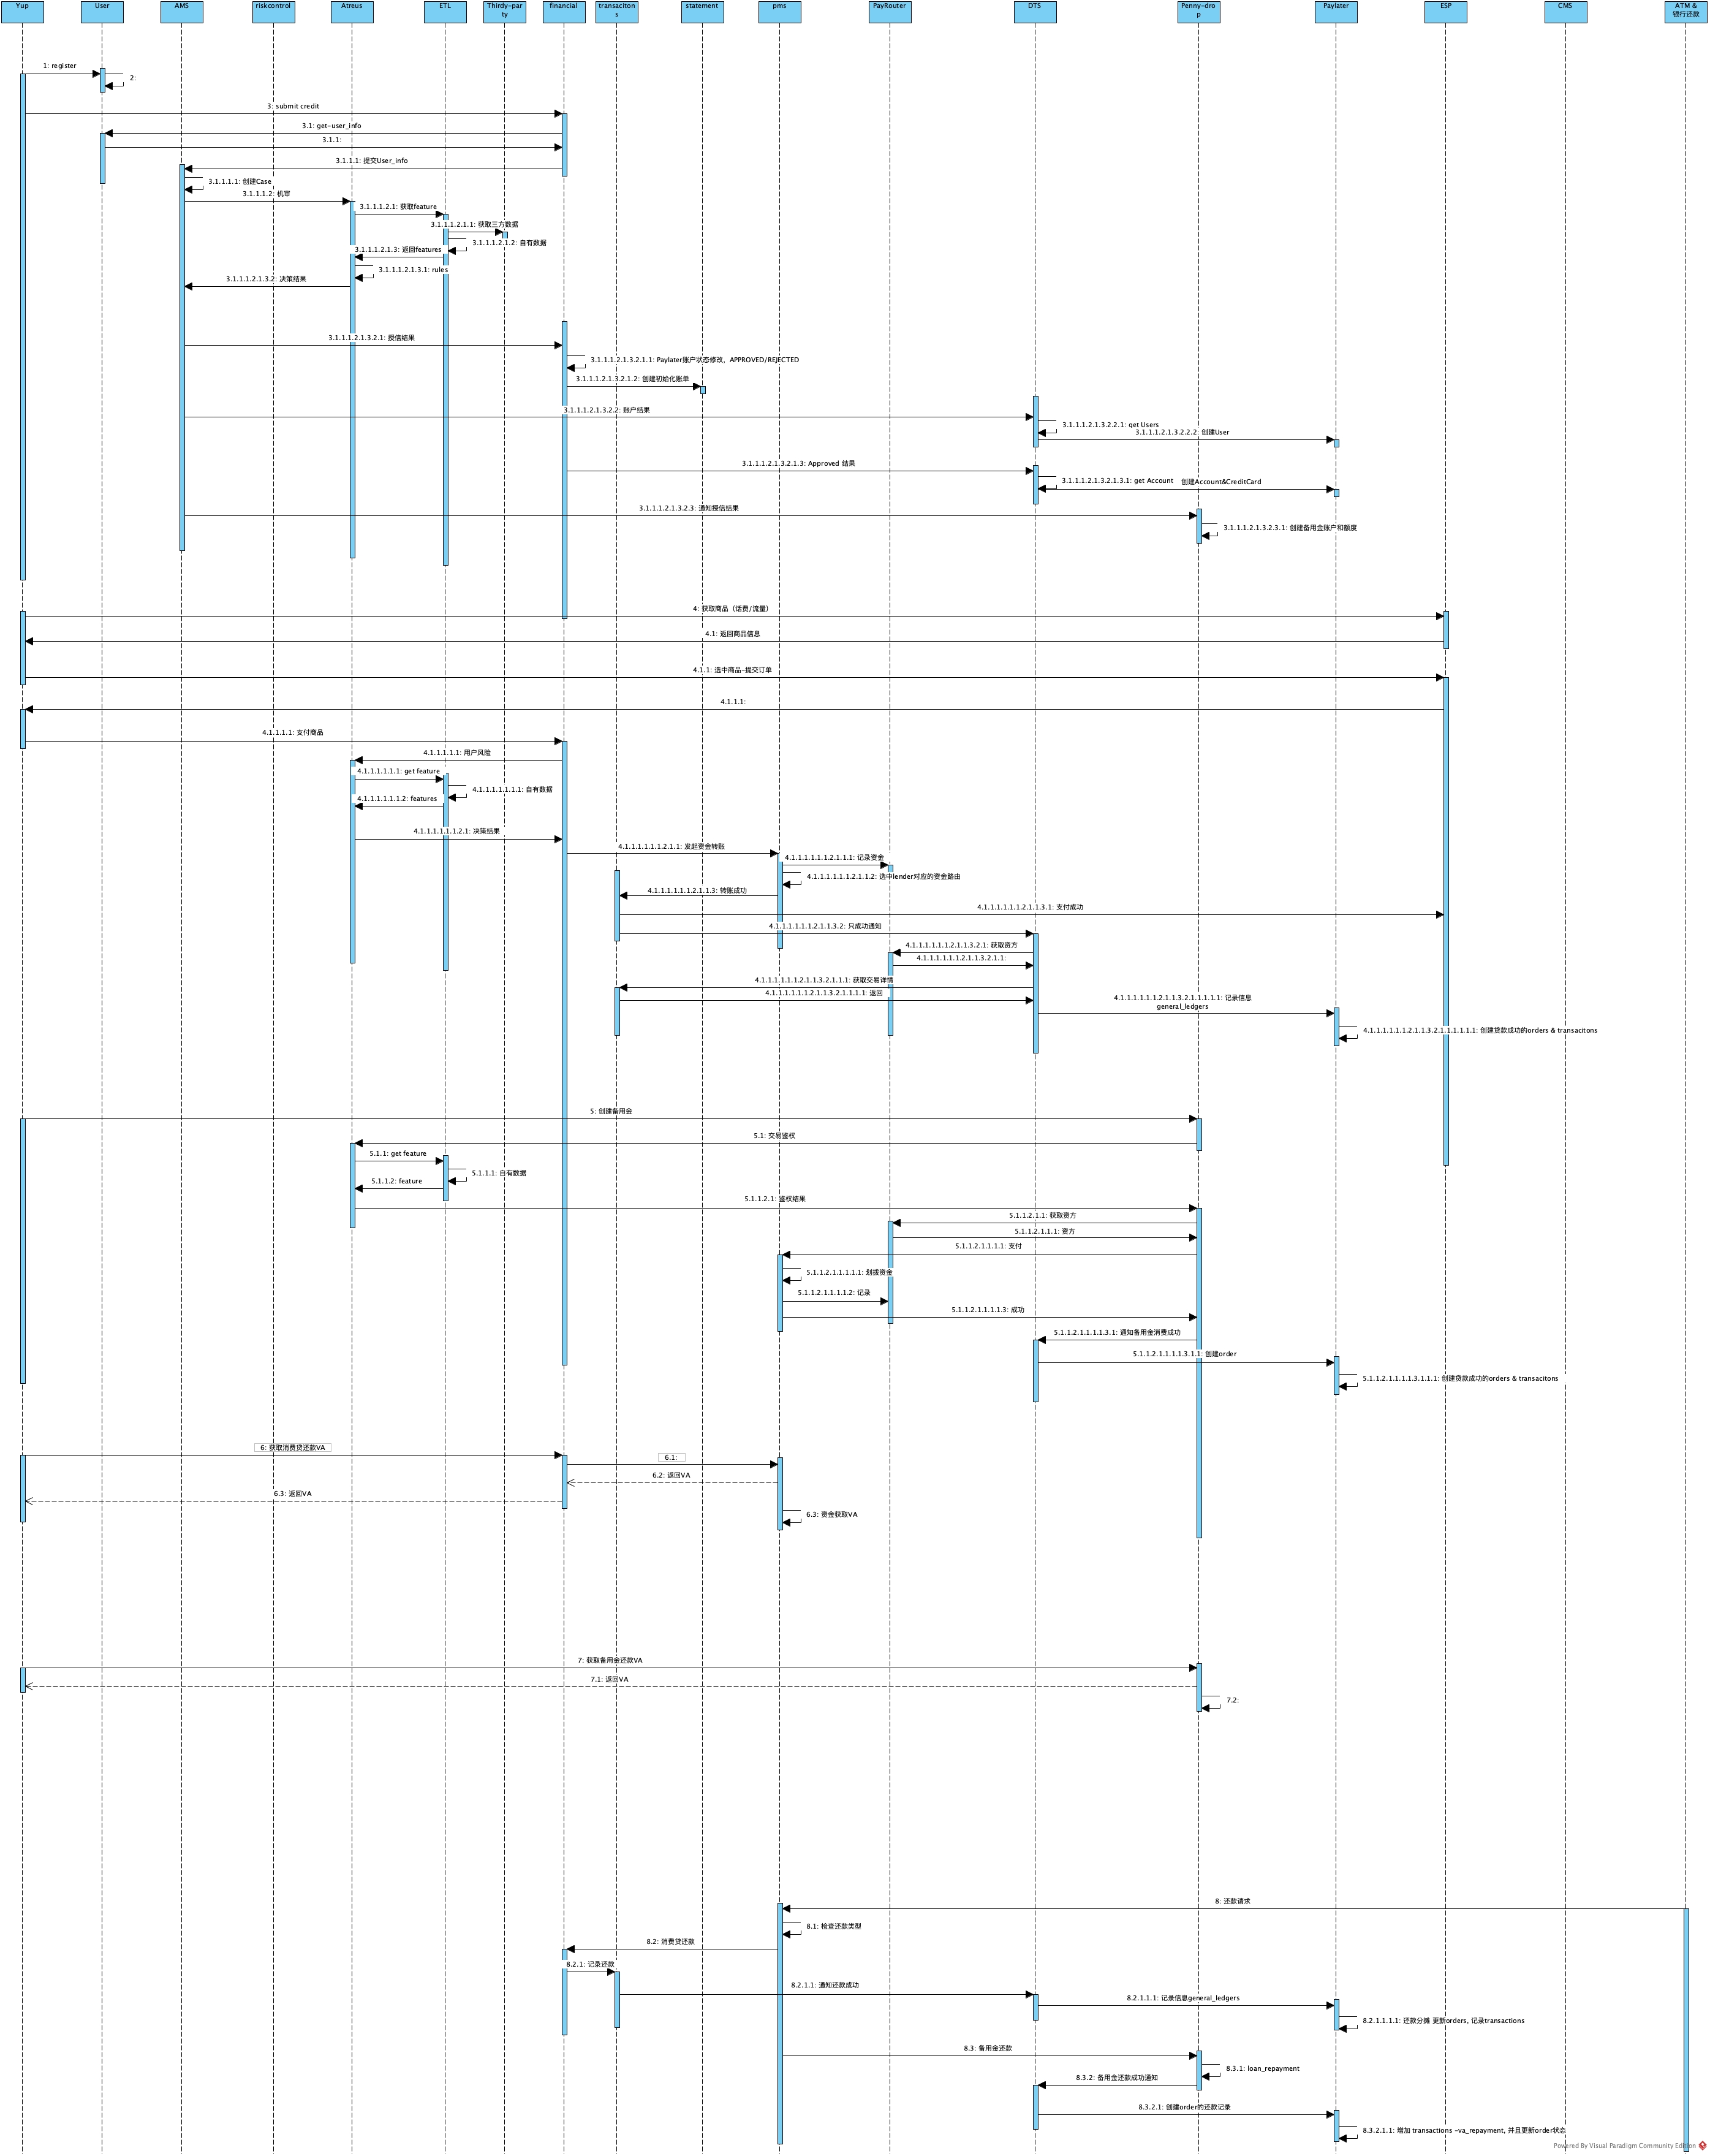 Yup
User
AMS
riskcontrol
Atreus
ETL
Thirdy-par
ty
financial
transaciton
s
statement
pms
PayRouter
DTS
Penny-dro
p
Paylater
ESP
CMS
ATM &
银行还款
1: register
2:
3: submit credit
3.1: get-user_info
3.1.1:
3.1.1.1: 提交User_info
3.1.1.1.1: 创建Case
3.1.1.1.2: 机审
3.1.1.1.2.1: 获取feature
3.1.1.1.2.1.1: 获取三方数据
3.1.1.1.2.1.2: 自有数据
3.1.1.1.2.1.3: 返回features
3.1.1.1.2.1.3.1: rules
3.1.1.1.2.1.3.2: 决策结果
3.1.1.1.2.1.3.2.1: 授信结果
3.1.1.1.2.1.3.2.1.1: Paylater账户状态修改，APPROVED/REJECTED
3.1.1.1.2.1.3.2.1.2: 创建初始化账单
3.1.1.1.2.1.3.2.2: 账户结果
3.1.1.1.2.1.3.2.2.1: get Users
3.1.1.1.2.1.3.2.2.2: 创建User
3.1.1.1.2.1.3.2.1.3: Approved 结果
3.1.1.1.2.1.3.2.1.3.1: get Account
创建Account&CreditCard
3.1.1.1.2.1.3.2.3: 通知授信结果
3.1.1.1.2.1.3.2.3.1: 创建备用金账户和额度
4: 获取商品（话费/流量）
4.1: 返回商品信息
4.1.1: 选中商品-提交订单
4.1.1.1:
4.1.1.1.1: 支付商品
4.1.1.1.1.1: 用户风险
4.1.1.1.1.1.1: get feature
4.1.1.1.1.1.1.1: 自有数据
4.1.1.1.1.1.1.2: features
4.1.1.1.1.1.1.2.1: 决策结果
4.1.1.1.1.1.1.2.1.1: 发起资金转账
4.1.1.1.1.1.1.2.1.1.1: 记录资金
4.1.1.1.1.1.1.2.1.1.2: 选中lender对应的资金路由
4.1.1.1.1.1.1.2.1.1.3: 转账成功
4.1.1.1.1.1.1.2.1.1.3.1: 支付成功
4.1.1.1.1.1.1.2.1.1.3.2: 只成功通知
4.1.1.1.1.1.1.2.1.1.3.2.1: 获取资方
4.1.1.1.1.1.1.2.1.1.3.2.1.1:
4.1.1.1.1.1.1.2.1.1.3.2.1.1.1: 获取交易详情
4.1.1.1.1.1.1.2.1.1.3.2.1.1.1.1: 返回
4.1.1.1.1.1.1.2.1.1.3.2.1.1.1.1.1: 记录信息
general_ledgers
4.1.1.1.1.1.1.2.1.1.3.2.1.1.1.1.1.1: 创建贷款成功的orders & transacitons
5: 创建备用金
5.1: 交易鉴权
5.1.1: get feature
5.1.1.1: 自有数据
5.1.1.2: feature
5.1.1.2.1: 鉴权结果
5.1.1.2.1.1: 获取资方
5.1.1.2.1.1.1: 资方
5.1.1.2.1.1.1.1: 支付
5.1.1.2.1.1.1.1.1: 划拨资金
5.1.1.2.1.1.1.1.2: 记录
5.1.1.2.1.1.1.1.3: 成功
5.1.1.2.1.1.1.1.3.1: 通知备用金消费成功
5.1.1.2.1.1.1.1.3.1.1: 创建order
5.1.1.2.1.1.1.1.3.1.1.1: 创建贷款成功的orders & transacitons
6: 获取消费贷还款VA
6.1:
6.2: 返回VA
6.3: 返回VA
6.3: 资金获取VA
7: 获取备用金还款VA
7.1: 返回VA
7.2:
8: 还款请求
8.1: 检查还款类型
8.2: 消费贷还款
8.2.1: 记录还款
8.2.1.1: 通知还款成功
8.2.1.1.1: 记录信息general_ledgers
8.2.1.1.1.1: 还款分摊 更新orders, 记录transactions
8.3: 备用金还款
8.3.1: loan_repayment
8.3.2: 备用金还款成功通知
8.3.2.1: 创建order的还款记录
8.3.2.1.1: 增加 transactions -va_repayment, 并且更新order状态
Powered By Visual Paradigm Community Edition